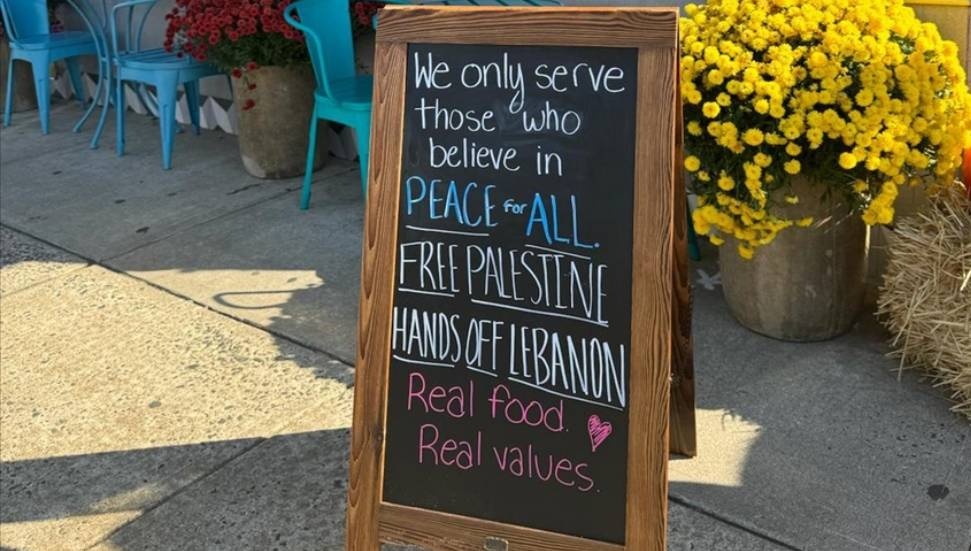 We only serve
those who
believe in
PEACE for ALL.
FREE PALESTINE
HANDS OFF LEBANON
Real food.
Real values.